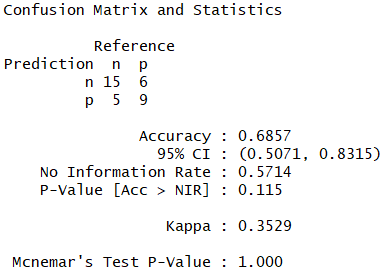 Confusion Matrix and Statistics
Reference
Prediction n p
n 15 6
p 5 9
Accuracy : 0.6857
95% CI : (0.5071, 0.8315)
No Information Rate : 0.5714
P-Value [Acc > NIR] : 0.115
Kappa : 0.3529
Mcnemar's Test P-Value : 1.000